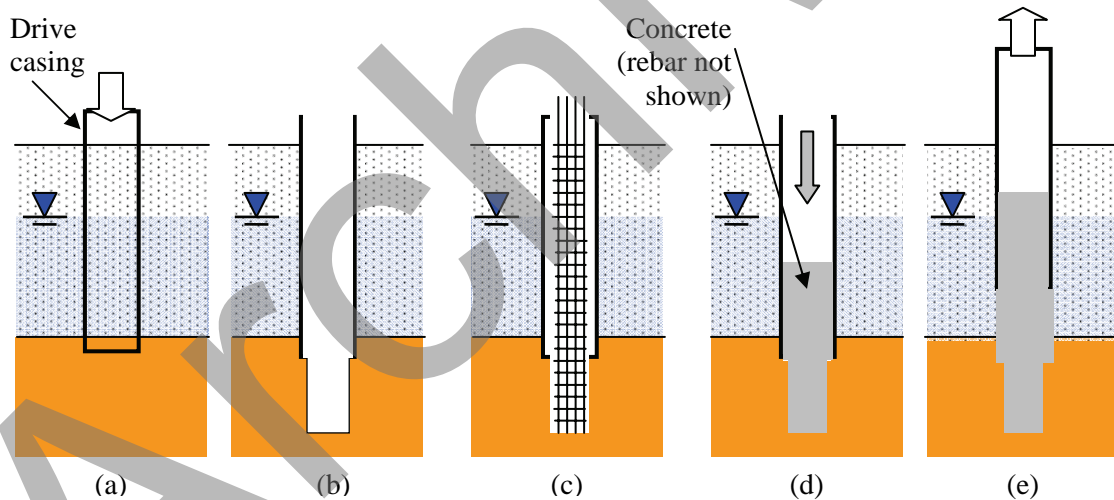 Drive
casing
Concrete
(rebar not
shown)
(a)
(b)
(c)
(d)
(e)